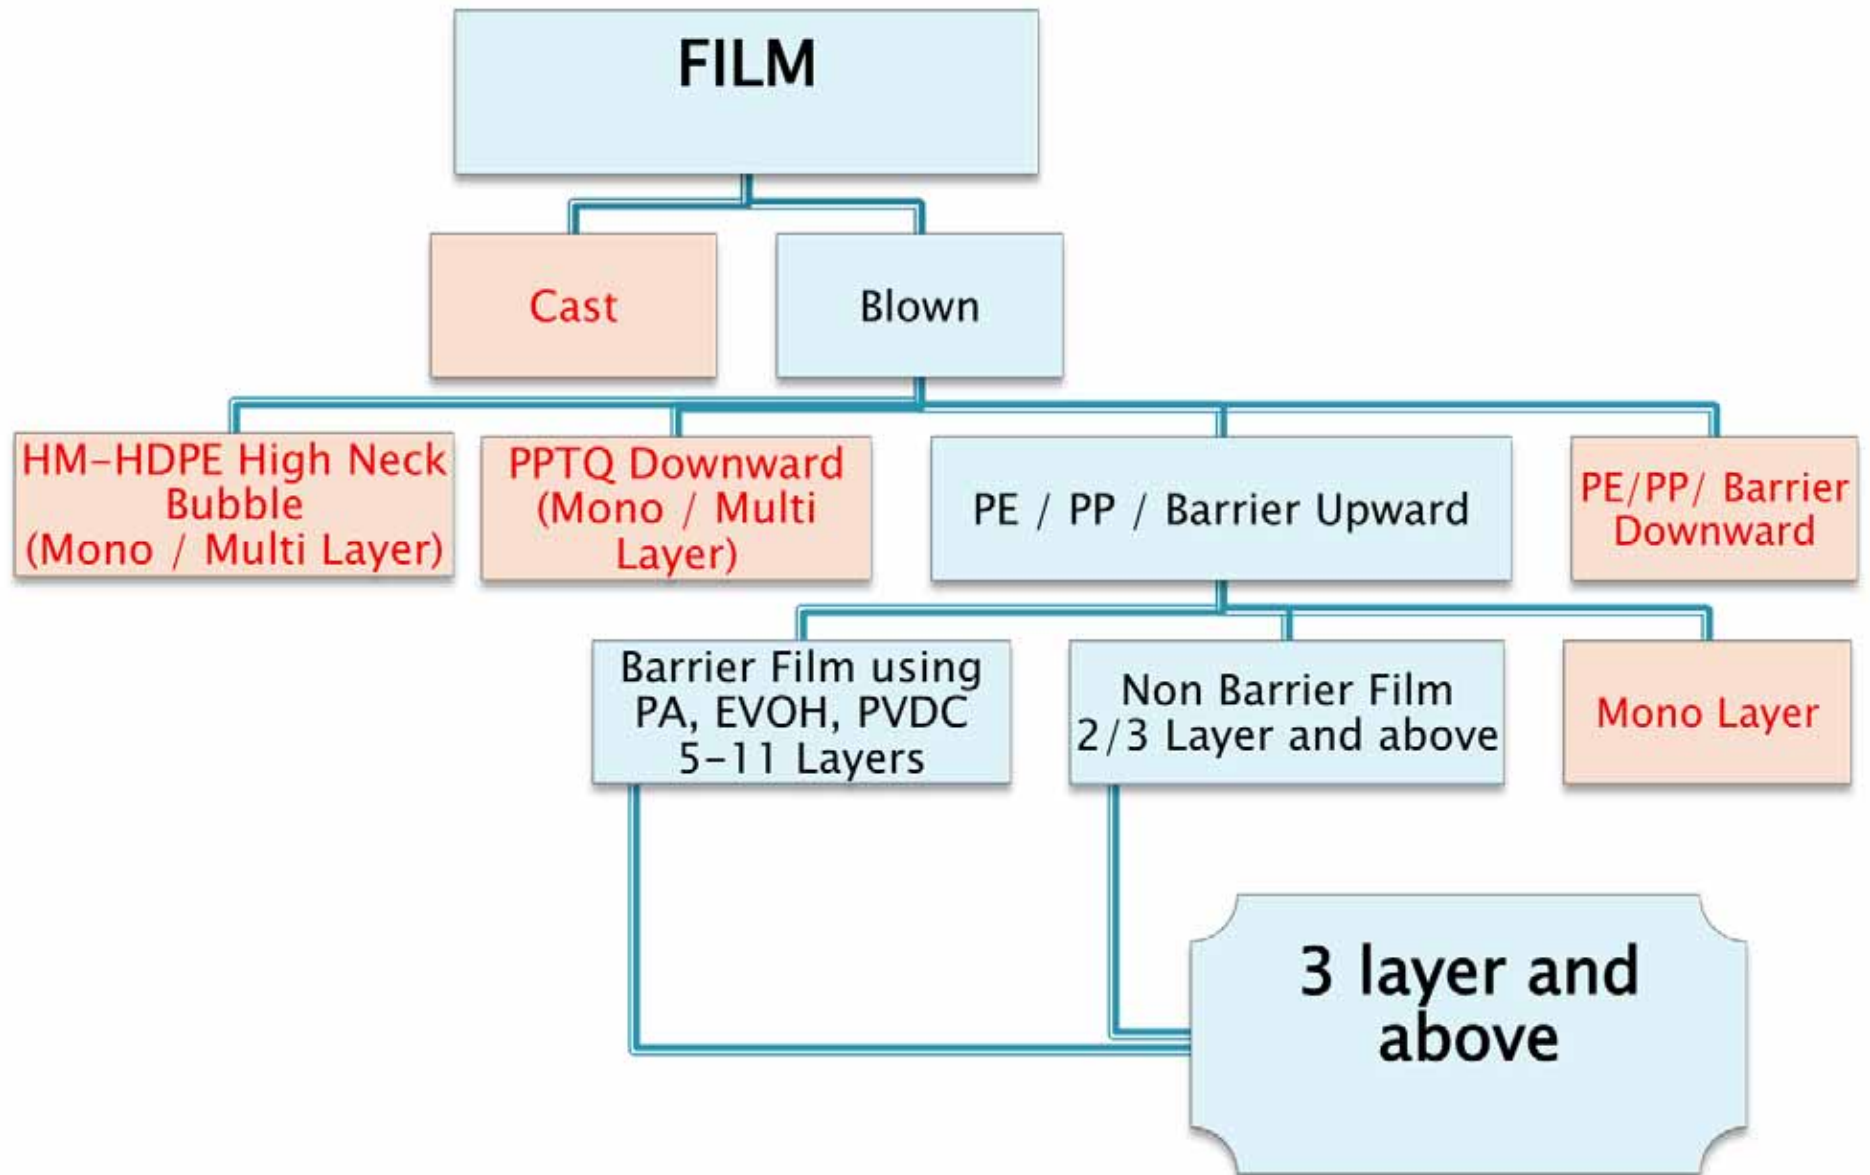 FILM
Cast
Blown
HM-HDPE High Neck
Bubble
(Mono / Multi Layer)
PPTQ Downward
(Mono / Multi
Layer)
PE / PP / Barrier Upward
PE/PP/ Barrier
Downward
Barrier Film using
PA, EVOH, PVDC
5-11 Layers
Non Barrier Film
2/3 Layer and above
Mono Layer
3 layer and
above